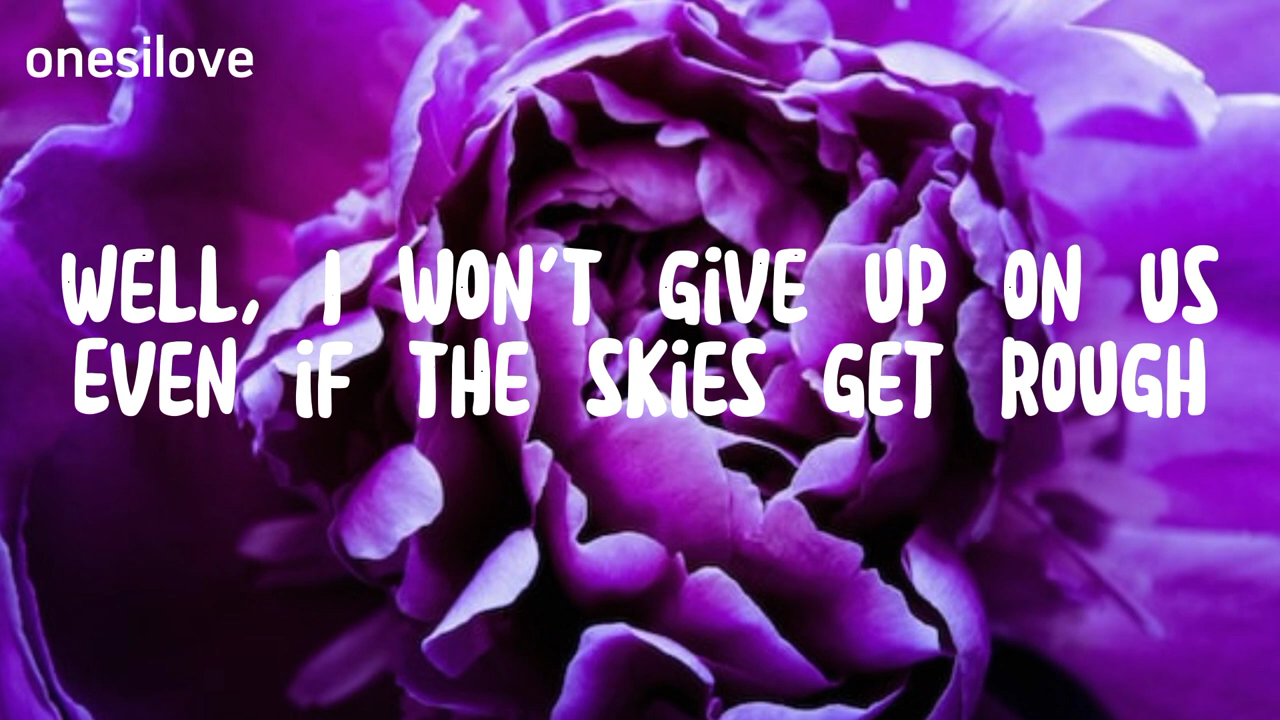 onesilove
WELL, I WON'T GiVE UP ON US
EVEN iF THE SKiES GET ROUGH